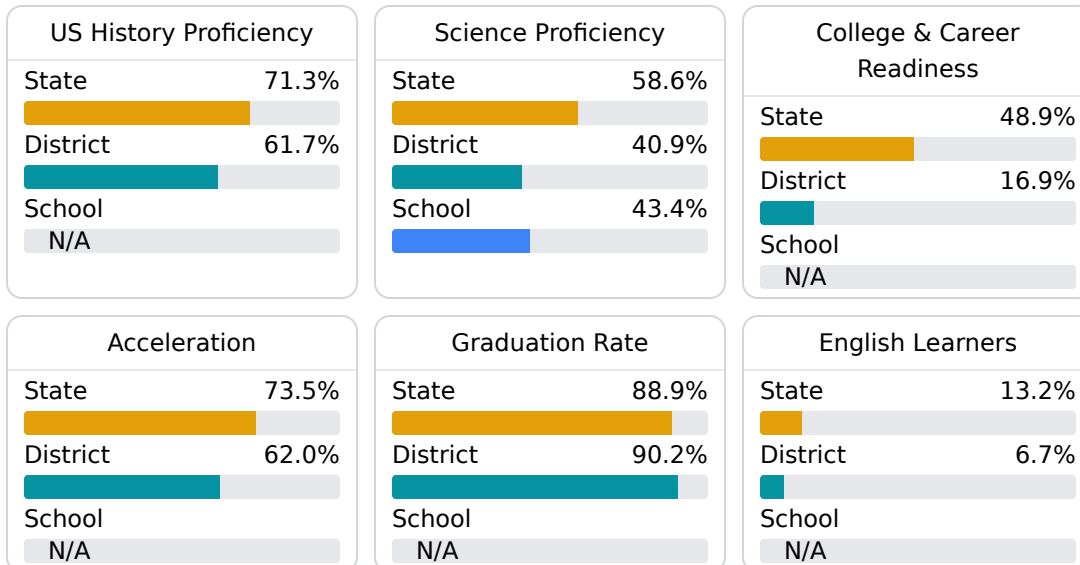 US History Proficiency
State 71.3%
District 61.7%
School
N/A
Science Proficiency
State 58.6%
District 40.9%
School 43.4%
College & Career
Readiness
State 48.9%
District 16.9%
School
N/A
Acceleration
State 73.5%
District 62.0%
School
N/A
Graduation Rate
State 88.9%
District 90.2%
School
N/A
English Learners
State 13.2%
District 6.7%
School
N/A